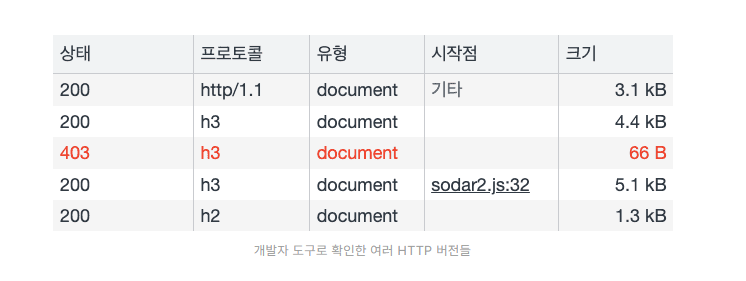 상태 프로토콜 유형 시작점 크기
200 http/1.1 document 기타 3.1 kB
200 h3 document 4.4 kB
403 h3 document 66 B
200 h3 document sodar2.js:32 5.1 kB
200 h2 document 1.3 kB
개발자 도구로 확인한 여러 HTTP 버전들